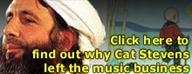 Click here to
find out why Cat Stevens
left the music business